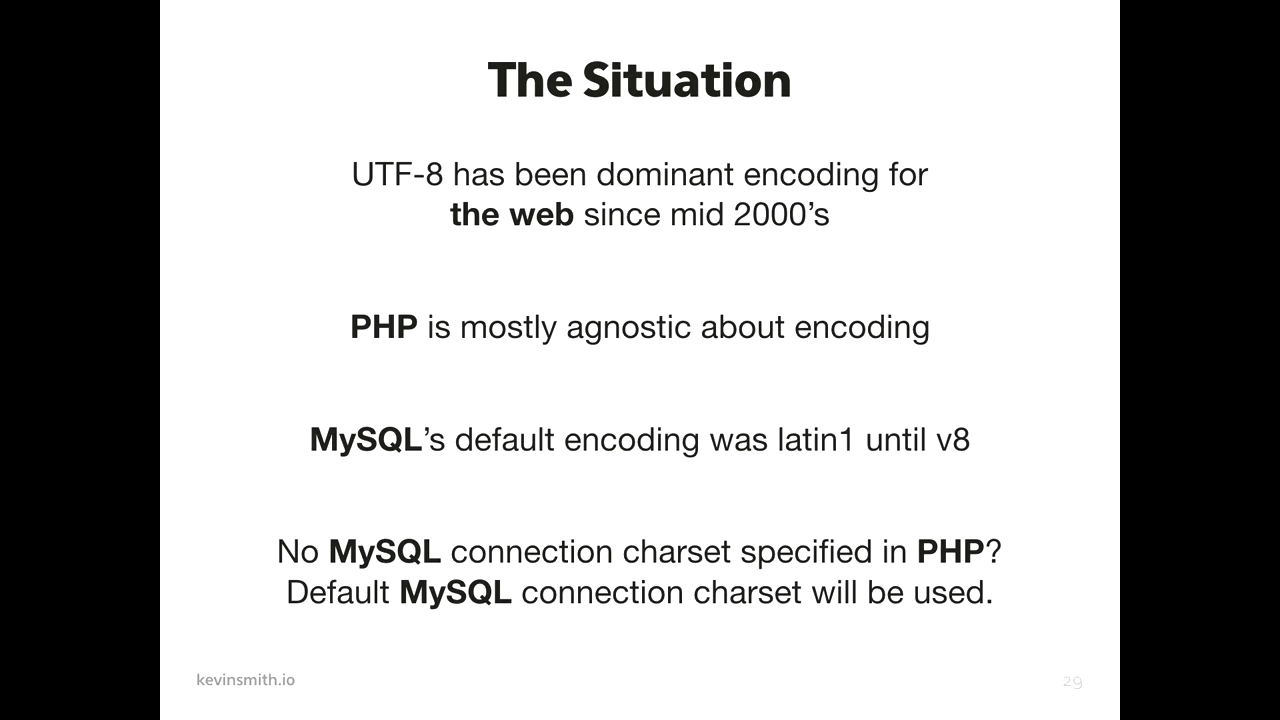 The Situation
UTF-8 has been dominant encoding for
the web since mid 2000’s
PHP is mostly agnostic about encoding
MySQL’s default encoding was latin1 until v8
No MySQL connection charset specified in PHP?
Default MySQL connection charset will be used.
kevinsmith.io
29